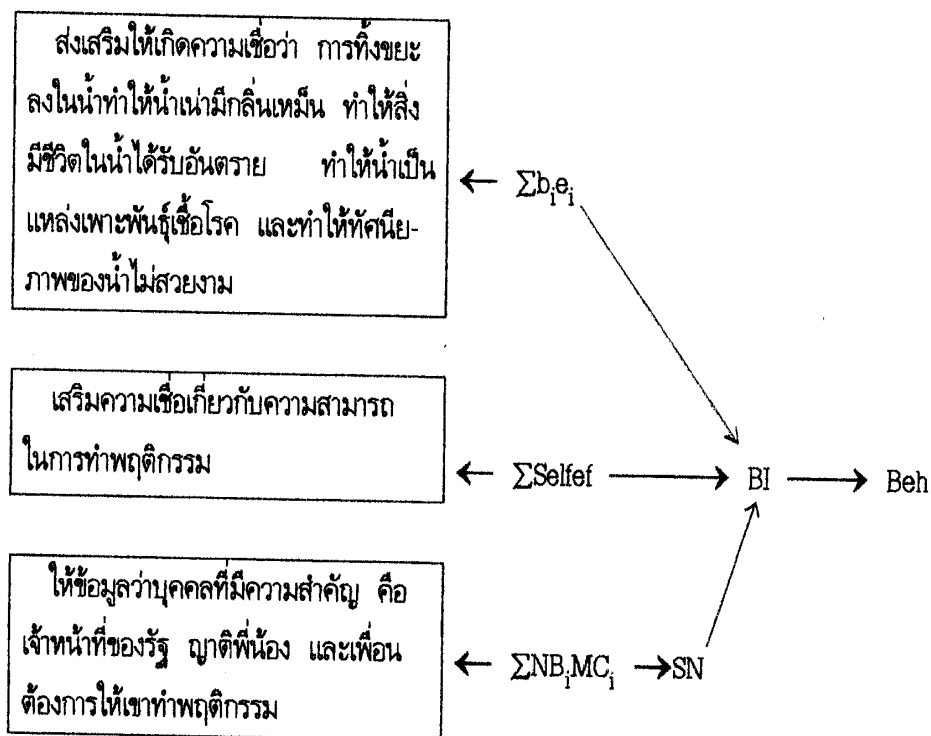 ส่งเสริมให้เกิดความเชื่อว่า การทิ้งขยะ
ลงในน้ำทำให้น้ำเน่ามีกลิ่นเหม็น ทำให้สิ่ง
มีชีวิตในน้ำได้รับอันตราย ทำให้น้ำเป็น
แหล่งเพาะพันธุ์เชื้อโรค และทำให้ทัศนีย-
ภาพของน้ำไม่สวยงาม
← Σbᵢeᵢ
เสริมความเชื่อเกี่ยวกับความสามารถ
ในการทำพฤติกรรม
← ΣSelfef → BI → Beh
ให้ข้อมูลว่าบุคคลที่มีความสำคัญ คือ
เจ้าหน้าที่ของรัฐ ญาติพี่น้อง และเพื่อน
ต้องการให้เขาทำพฤติกรรม
← ΣNBᵢMCᵢ → SN